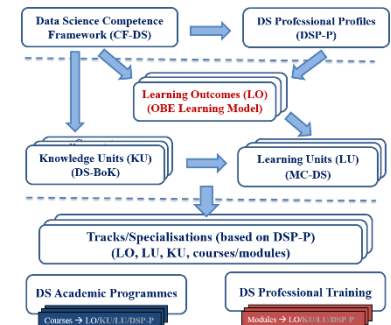 Data Science Competence
Framework (CF-DS)
DS Professional Profiles
(DSP-P)
Learning Outcomes (LO)
(OBE Learning Model)
Knowledge Units (KU)
(DS-BoK)
Learning Units (LU)
(MC-DS)
Tracks/Specialisations (based on DSP-P)
(LO, LU, KU, courses/modules)
DS Academic Programmes
DS Professional Training
Courses → LO/KU/LU/DSP-P
Modules → LO/KU/LU/DSP-P